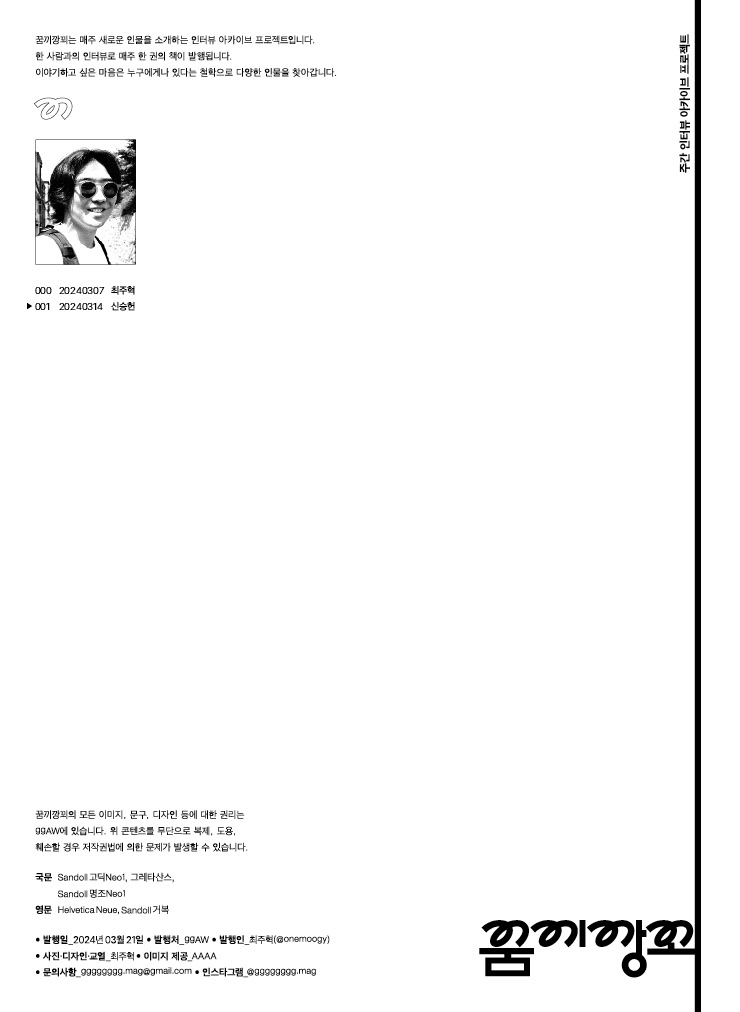 꿈끼깡꾀는 매주 새로운 인물을 소개하는 인터뷰 아카이브 프로젝트입니다.
한 사람과의 인터뷰로 매주 한 권의 책이 발행됩니다.
이야기하고 싶은 마음은 누구에게나 있다는 철학으로 다양한 인물을 찾아갑니다.
주간 인터뷰 아카이브 프로젝트
끼
000 20240307 최주혁
▶001 20240314 신승헌
꿈끼깡꾀의 모든 이미지, 문구, 디자인 등에 대한 권리는
ggAW에 있습니다. 위 콘텐츠를 무단으로 복제, 도용,
훼손할 경우 저작권법에 의한 문제가 발생할 수 있습니다.
국문 Sandoll 고딕Neo1, 그레타산스,
Sandoll 명조Neo1
영문 Helvetica Neue, Sandoll 거북
• 발행일_2024년 03월 21일 • 발행처_ggAW • 발행인_최주혁(@onemoogy)
• 사진·디자인·교열_최주혁 • 이미지 제공_AAAA
• 문의사항_gggggggg.mag@gmail.com • 인스타그램_@gggggggg.mag
꿈끼깡꾀